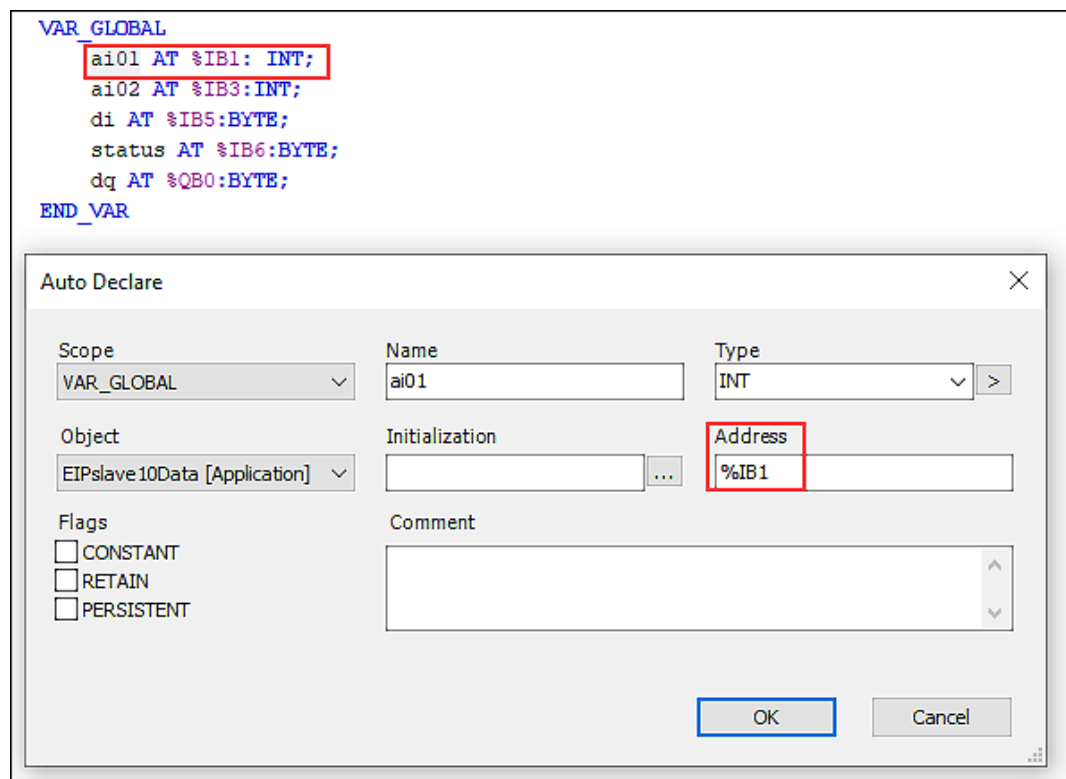 VAR_GLOBAL
ai01 AT %IB1: INT;
ai02 AT %IB3:INT;
di AT %IB5:BYTE;
status AT %IB6:BYTE;
dq AT %QB0:BYTE;
END_VAR
Auto Declare
Scope Name Type
VAR_GLOBAL ai01 INT >
Object Initialization Address
EIPslave10Data [Application] ... %IB1
Flags Comment
CONSTANT
RETAIN
PERSISTENT
OK Cancel